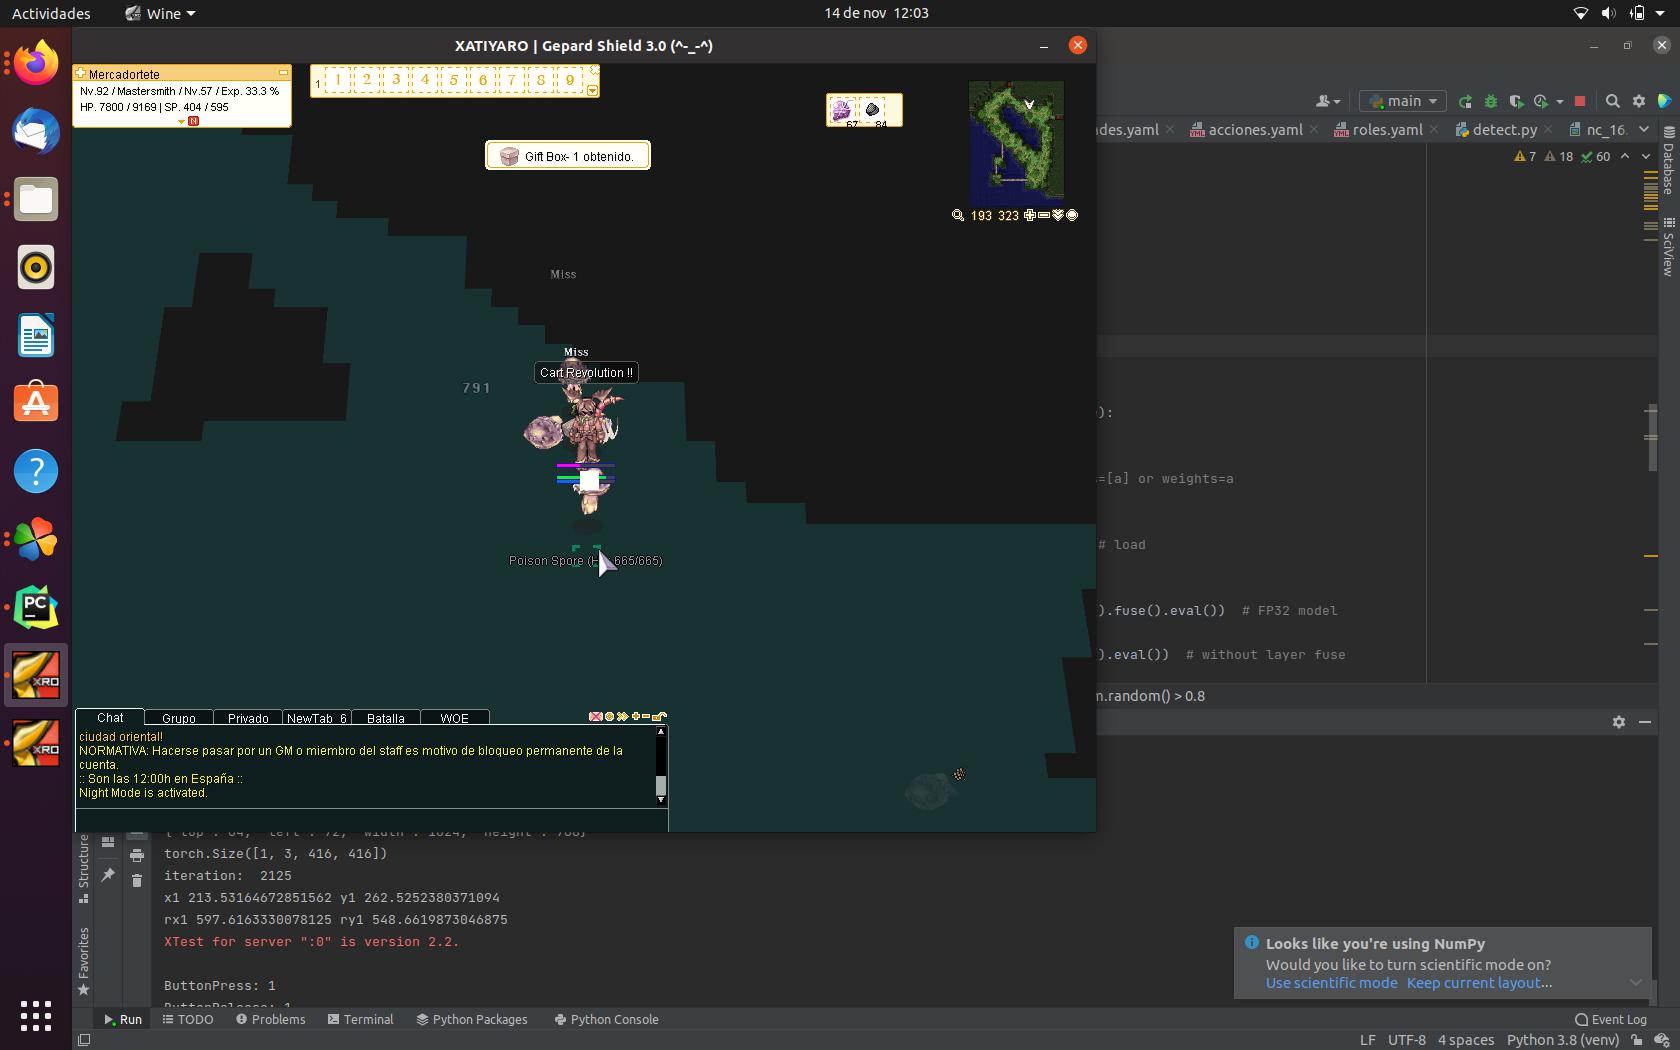 Actividades
Wine
14 de nov 12:03
XATIYARO | Gepard Shield 3.0 (^-_-^)
Mercadortete
Nv.92 / Mastersmith / Nv.57 / Exp. 33.3 %
HP. 7800 / 9169 | SP. 404 / 595
N
1
1 2 3 4 5 6 7 8 9
67 84
Gift Box- 1 obtenido.
193 323
Miss
Miss
Cart Revolution !!
791
Poison Spore
665/665)
main
des.yaml
acciones.yaml
roles.yaml
detect.py
nc_16.
7 18 60
Database
SciView
):
=[a] or weights=a
# load
).fuse().eval()) # FP32 model
).eval()) # without layer fuse
m.random() > 0.8
Chat Grupo Privado NewTab_6 Batalla WOE
ciudad oriental!
NORMATIVA: Hacerse pasar por un GM o miembro del staff es motivo de bloqueo permanente de la
cuenta.
:: Son las 12:00h en España ::
Night Mode is activated.
torch.Size([1, 3, 416, 416])
iteration:  2125
x1 213.53164672851562 y1 262.5252380371094
rx1 597.6163330078125 ry1 548.6619873046875
XTest for server ":0" is version 2.2.
ButtonPress: 1
Structure
Favorites
Looks like you're using NumPy
Would you like to turn scientific mode on?
Use scientific mode Keep current layout...
Run TODO Problems Terminal Python Packages Python Console
Event Log
LF UTF-8 4 spaces Python 3.8 (venv)
PC
XRO
XRO